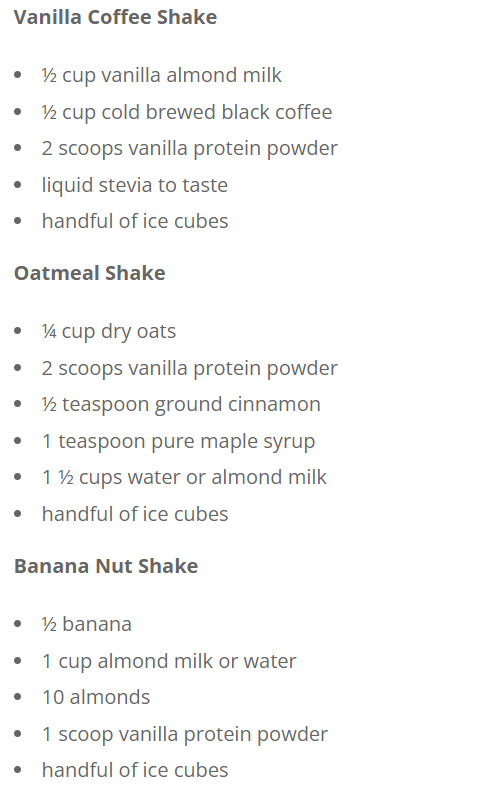 Vanilla Coffee Shake
• ½ cup vanilla almond milk
• ½ cup cold brewed black coffee
• 2 scoops vanilla protein powder
• liquid stevia to taste
• handful of ice cubes
Oatmeal Shake
• ¼ cup dry oats
• 2 scoops vanilla protein powder
• ½ teaspoon ground cinnamon
• 1 teaspoon pure maple syrup
• 1 ½ cups water or almond milk
• handful of ice cubes
Banana Nut Shake
• ½ banana
• 1 cup almond milk or water
• 10 almonds
• 1 scoop vanilla protein powder
• handful of ice cubes